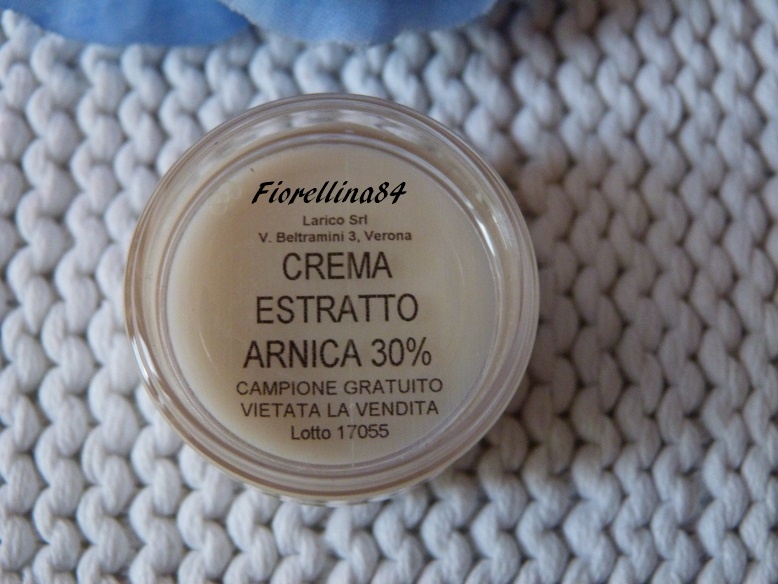 Fiorellina84
Larico Srl
V. Beltramini 3, Verona
CREMA
ESTRATTO
ARNICA 30%
CAMPIONE GRATUITO
VIETATA LA VENDITA
Lotto 17055